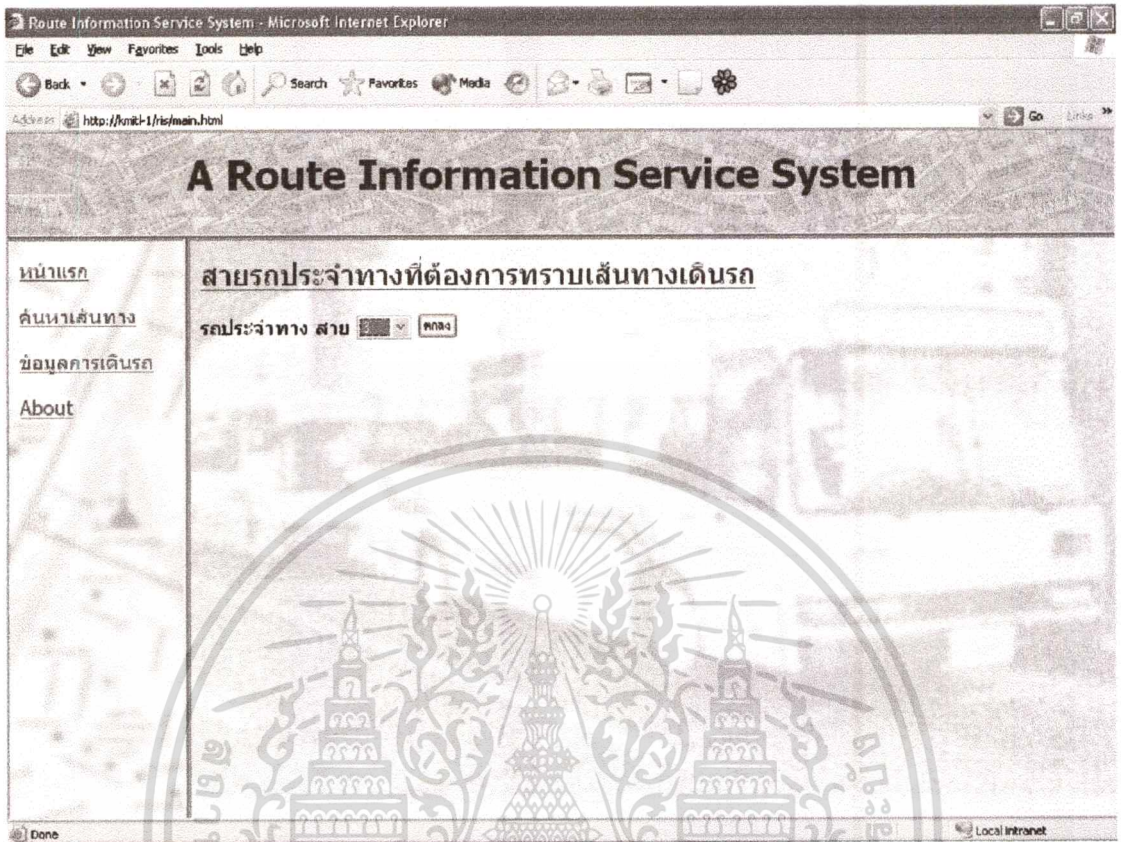 Route Information Service System - Microsoft Internet Explorer
File Edit View Favorites Tools Help
Back Search Favorites Media
Address http://kmitl-1/ris/main.html Go Links »
A Route Information Service System
หน้าแรก
ค้นหาเส้นทาง
ข้อมูลการเดินรถ
About
สายรถประจำทางที่ต้องการทราบเส้นทางเดินรถ
รถประจำทาง สาย ตกลง
Done Local intranet